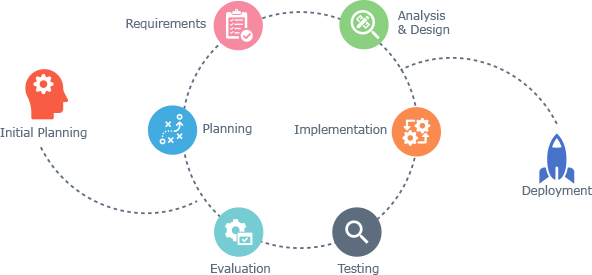 Requirements
Analysis
& Design
Initial Planning
Planning
Implementation
Deployment
Evaluation
Testing